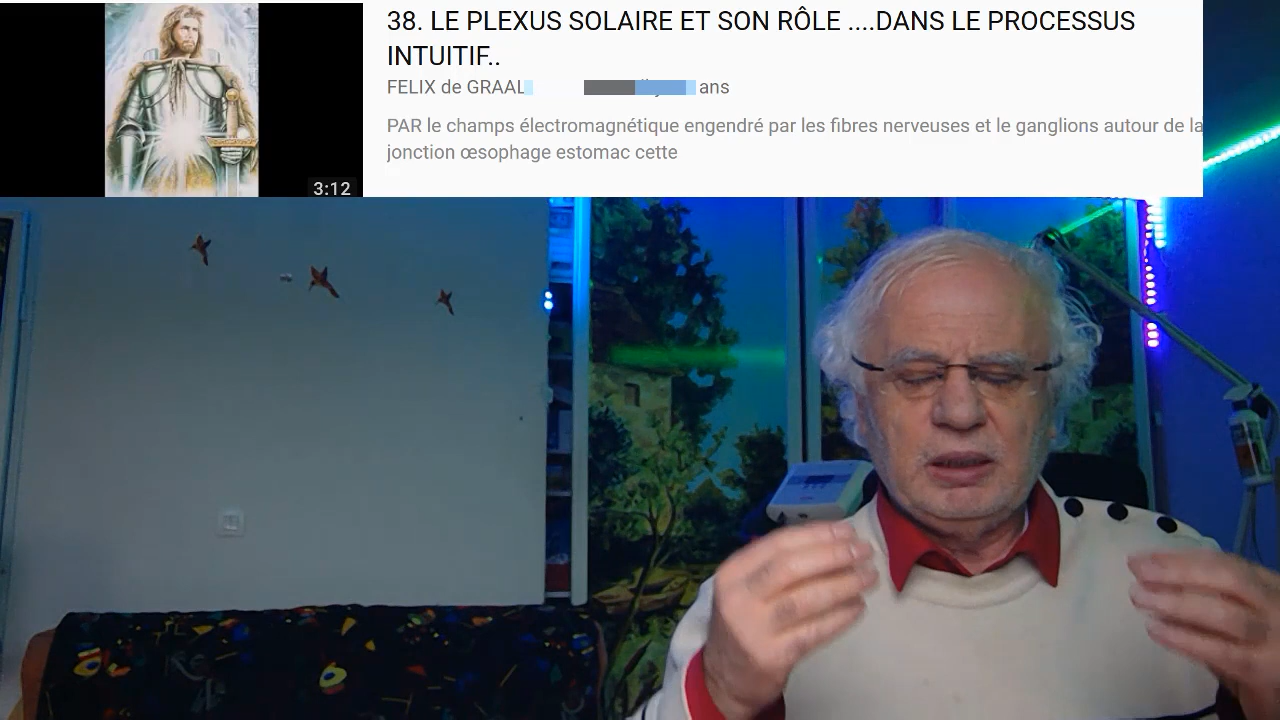 38. LE PLEXUS SOLAIRE ET SON RÔLE ....DANS LE PROCESSUS
INTUITIF..
FELIX de GRAAL ans
PAR le champs électromagnétique engendré par les fibres nerveuses et le ganglions autour de la
jonction œsophage estomac cette
3:12